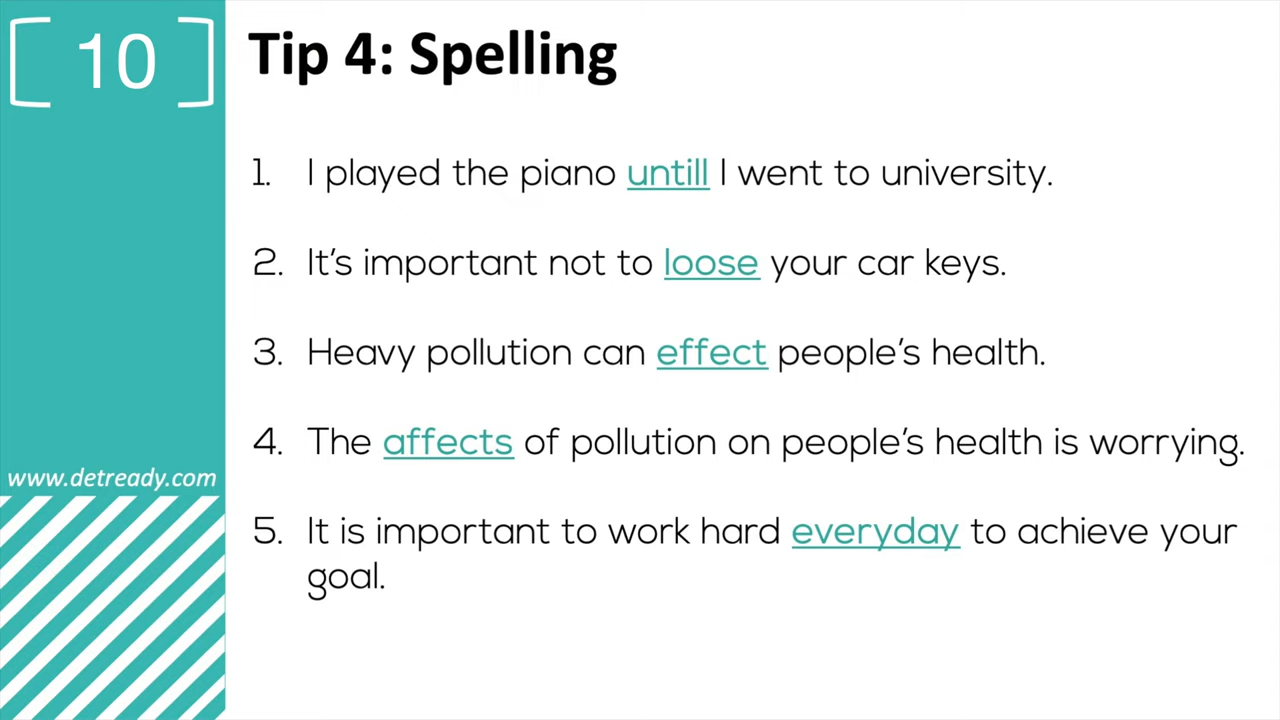 10
Tip 4: Spelling
1. I played the piano untill I went to university.
2. It's important not to loose your car keys.
3. Heavy pollution can effect people's health.
4. The affects of pollution on people's health is worrying.
5. It is important to work hard everyday to achieve your
goal.
www.detready.com